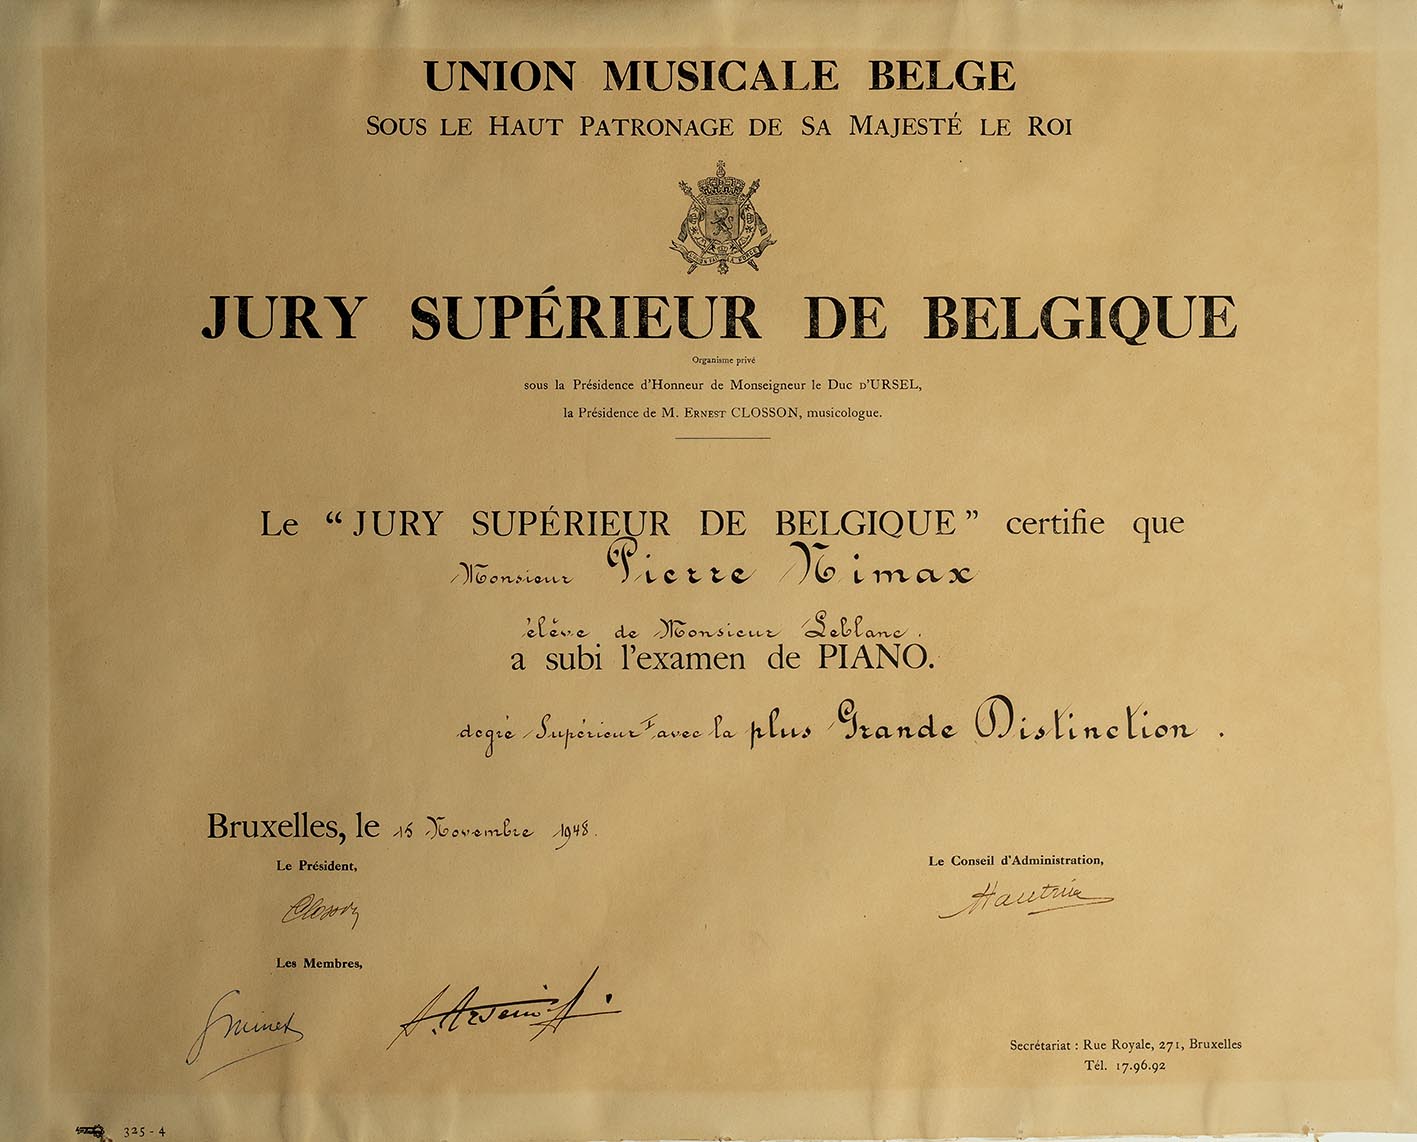 UNION MUSICALE BELGE
SOUS LE HAUT PATRONAGE DE SA MAJESTÉ LE ROI
JURY SUPÉRIEUR DE BELGIQUE
Organisme privé
sous la Présidence d'Honneur de Monseigneur le Duc D'URSEL,
la Présidence de M. ERNEST CLOSSON, musicologue.
Le “JURY SUPÉRIEUR DE BELGIQUE” certifie que
Monsieur Pierre Nimax
élève de Monsieur Leblanc.
a subi l'examen de PIANO.
degré Supérieur I avec la plus Grande Distinction.
Bruxelles, le 15 Novembre 1948.
Le Président,
Le Conseil d'Administration,
Closson
Les Membres,
Secrétariat : Rue Royale, 271, Bruxelles
Tél. 17.96.92
325-4